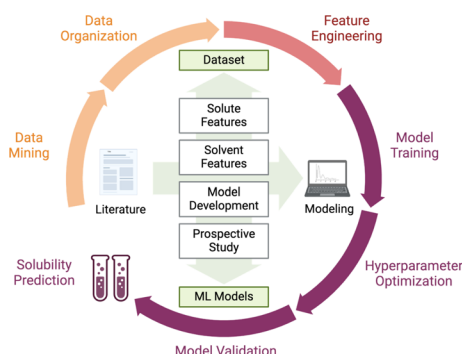 Data
Organization
Feature
Engineering
Dataset
Solute
Features
Solvent
Features
Data
Mining
Model
Training
Literature
Model
Development
Modeling
Prospective
Study
Solubility
Prediction
Hyperparameter
Optimization
ML Models
Model Validation